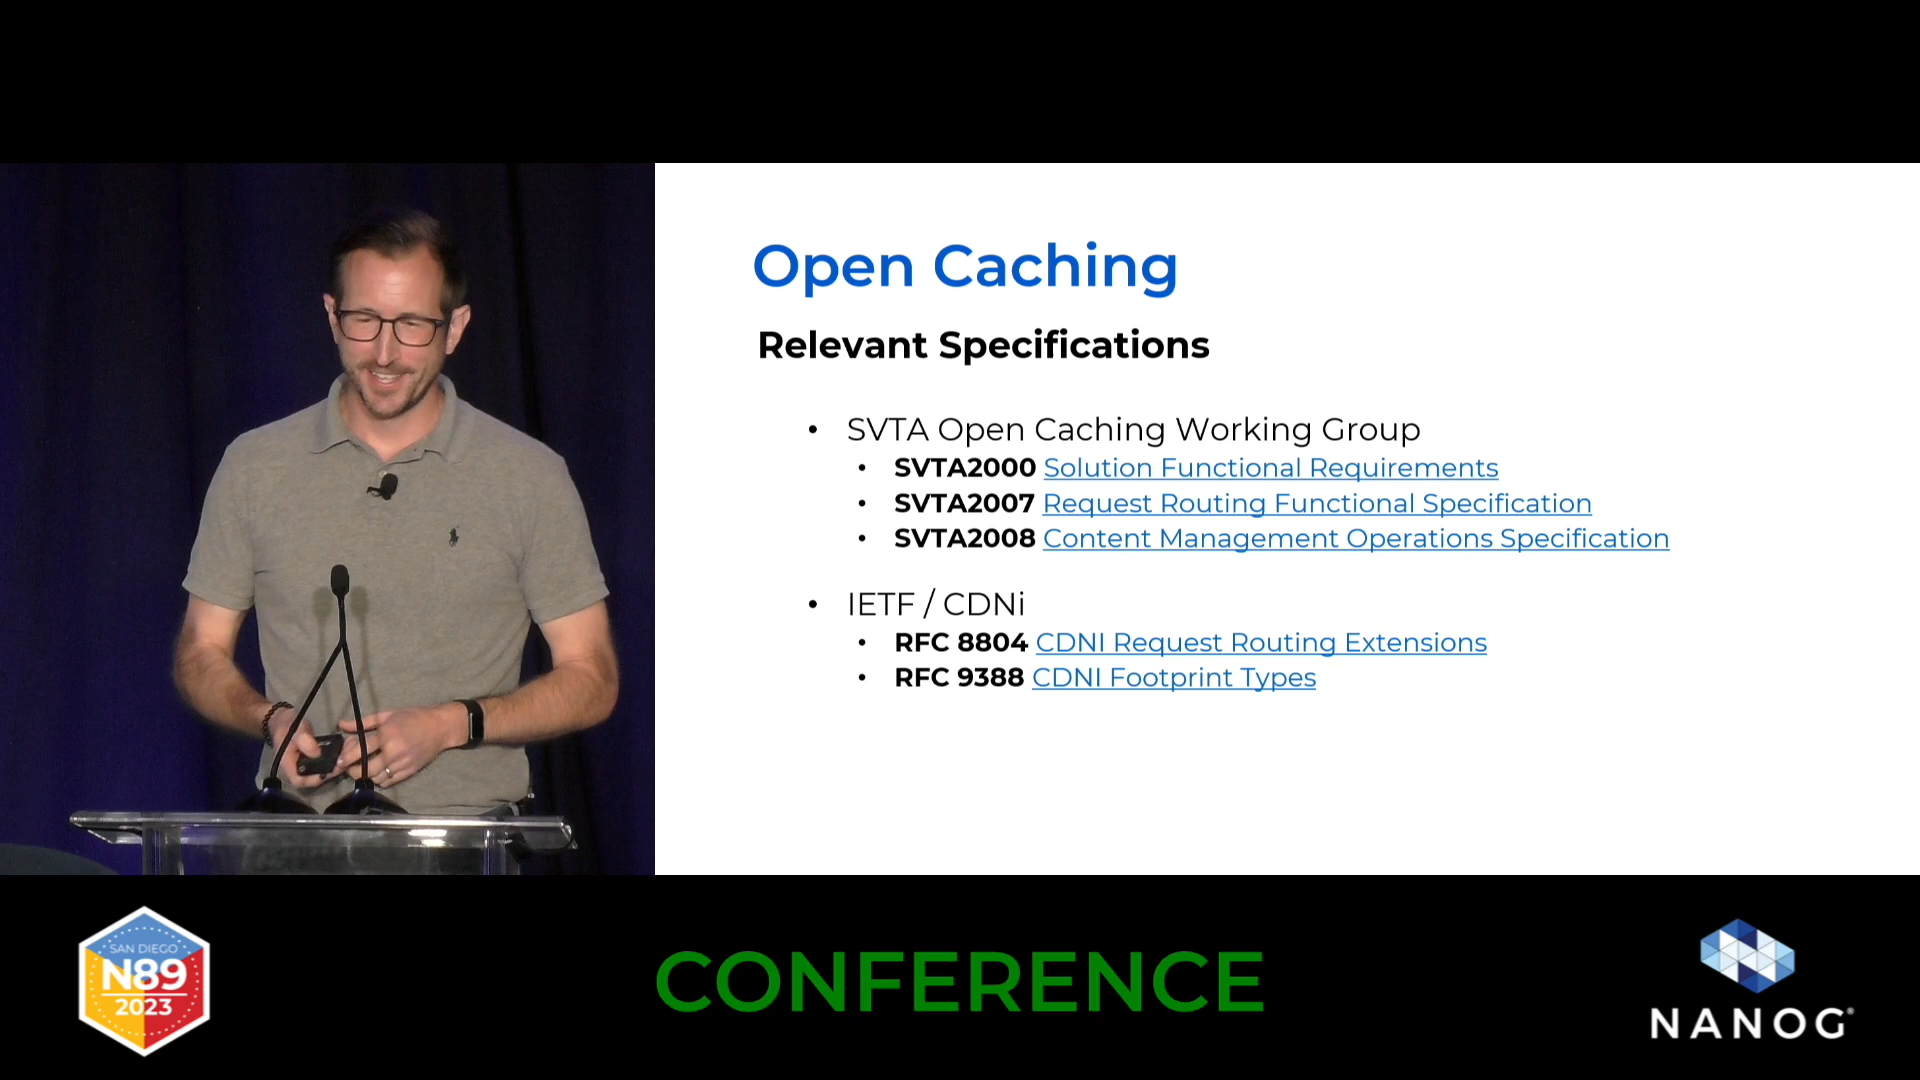 Open Caching
Relevant Specifications
• SVTA Open Caching Working Group
• SVTA2000 Solution Functional Requirements
• SVTA2007 Request Routing Functional Specification
• SVTA2008 Content Management Operations Specification
• IETF / CDNi
• RFC 8804 CDNI Request Routing Extensions
• RFC 9388 CDNI Footprint Types
SAN DIEGO
N89
2023
CONFERENCE
NANOG®